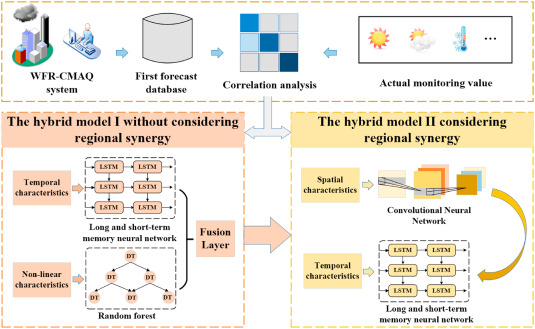 WFR-CMAQ
system
First forecast
database
Correlation analysis
...
Actual monitoring value
The hybrid model I without considering
regional synergy
Temporal
characteristics
LSTM LSTM
LSTM LSTM
LSTM LSTM
Long and short-term
memory neural network
Non-linear
characteristics
DT
DT DT
DT DT DT
Random forest
Fusion
Layer
The hybrid model II considering
regional synergy
Spatial
characteristics
Convolutional Neural
Network
Temporal
characteristics
LSTM LSTM
LSTM LSTM
LSTM LSTM
Long and short-term
memory neural network